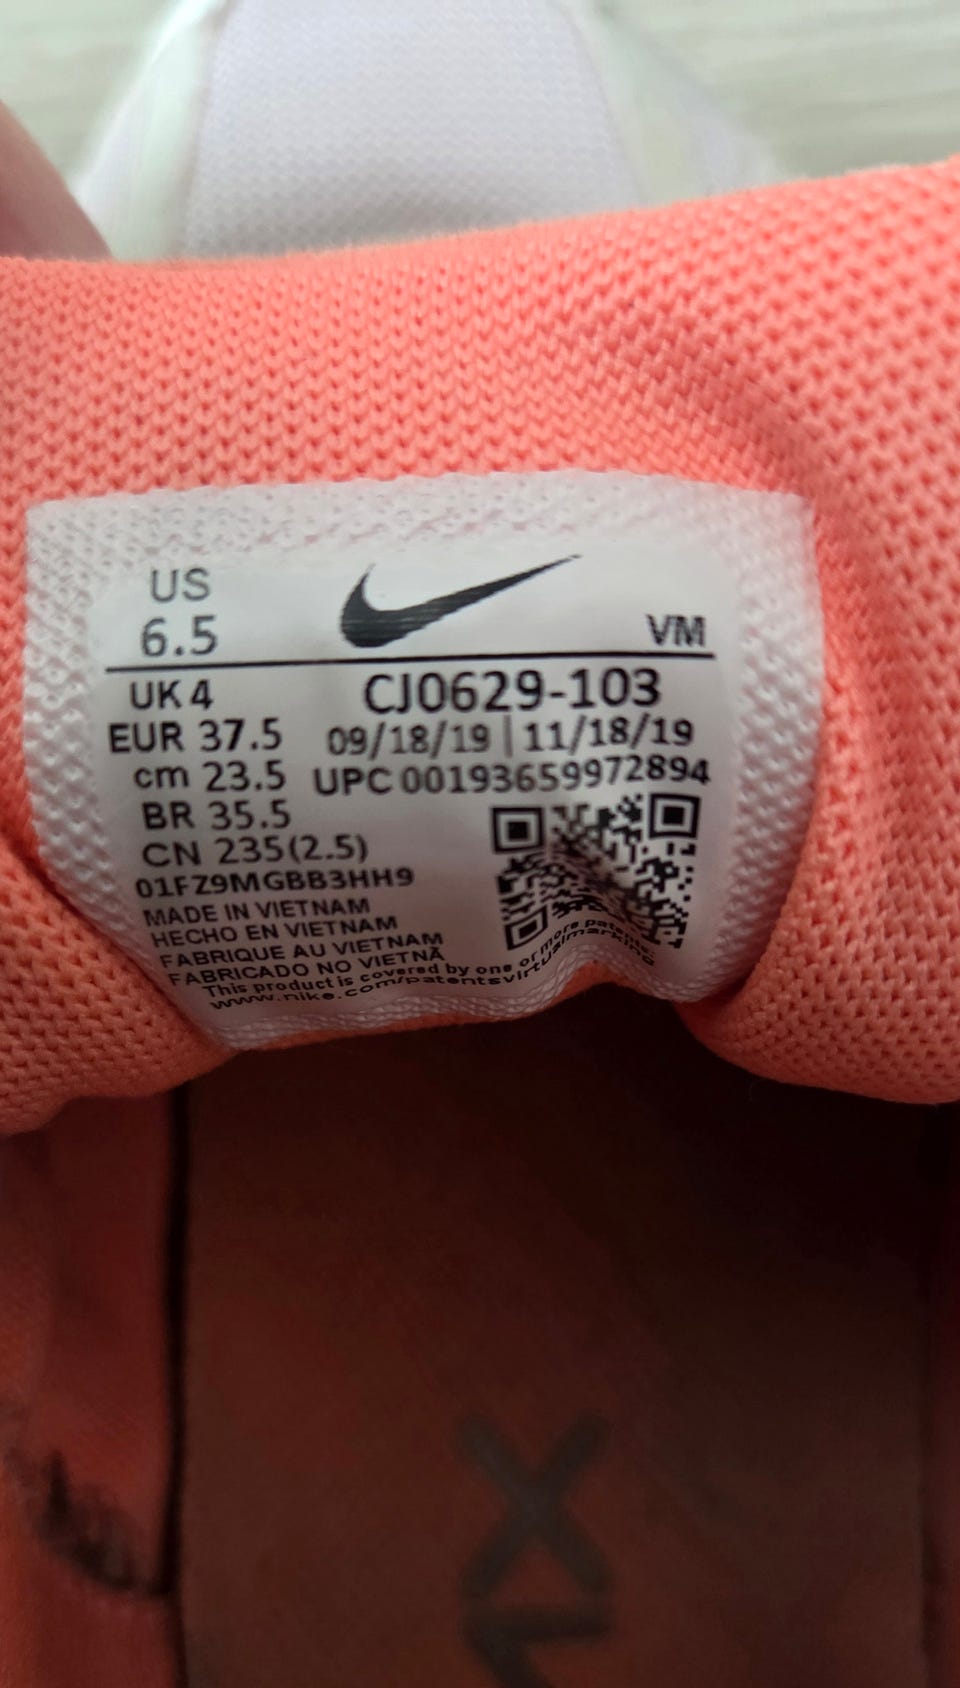 US
6.5
VM
UK 4
CJ0629-103
EUR 37.5
09/18/19 | 11/18/19
cm 23.5
UPC 00193659972894
BR 35.5
CN 235(2.5)
01FZ9MGBB3HH9
MADE IN VIETNAM
HECHO EN VIETNAM
FABRIQUE AU VIETNAM
FABRICADO NO VIETNÃ
This product is covered by one or more patents
www.nike.com/patentsvirtualmarking